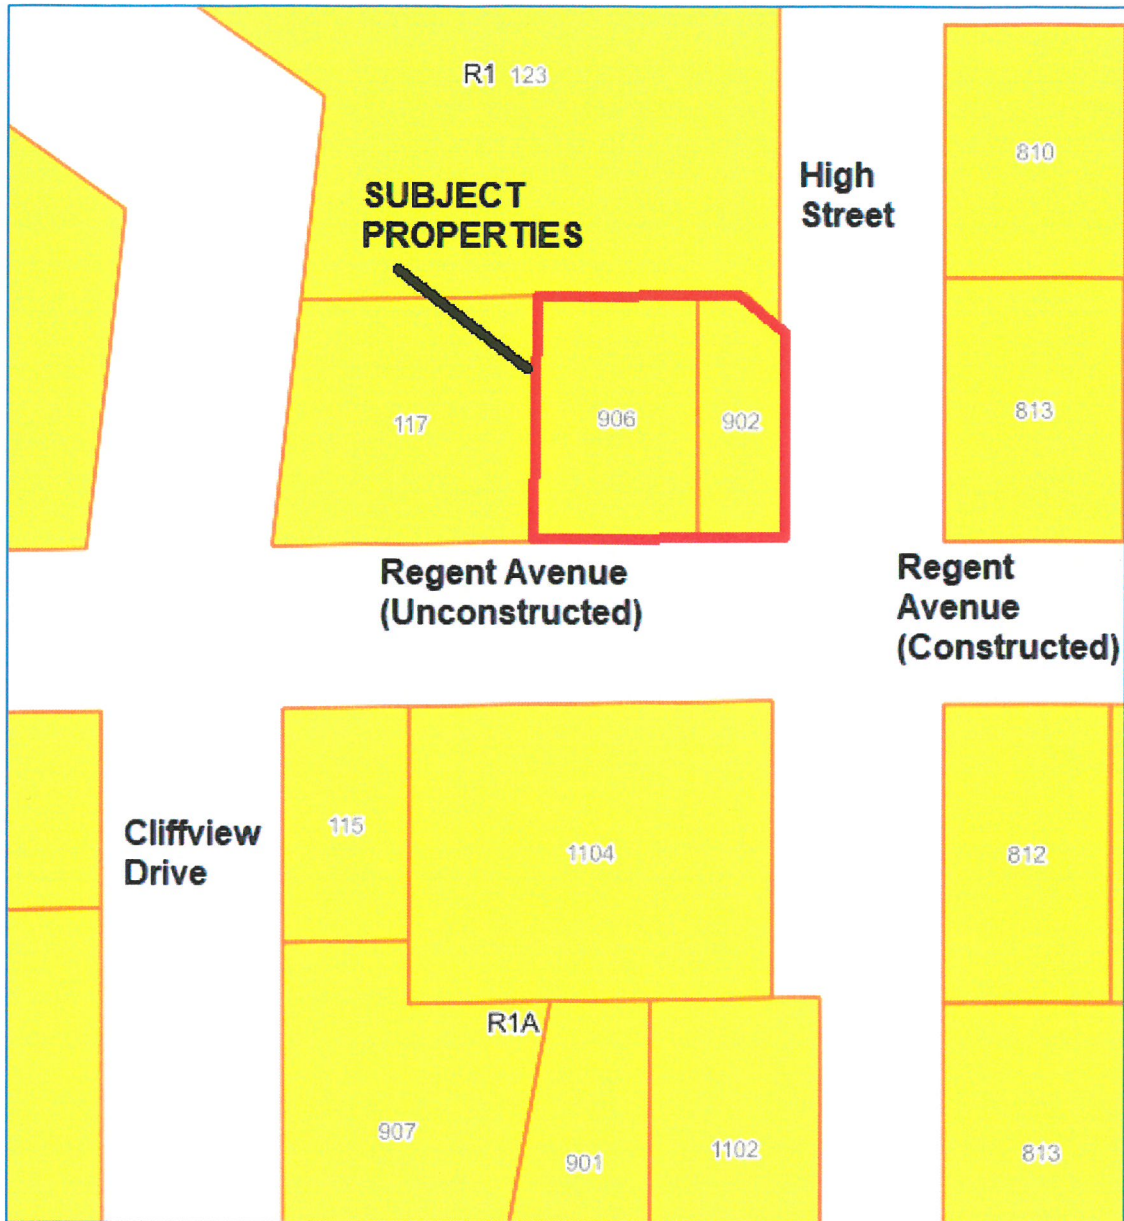 R1 123
810
High
Street
SUBJECT
PROPERTIES
117
906
902
813
Regent Avenue
(Unconstructed)
Regent
Avenue
(Constructed)
Cliffview
Drive
115
1104
812
R1A
907
901
1102
813